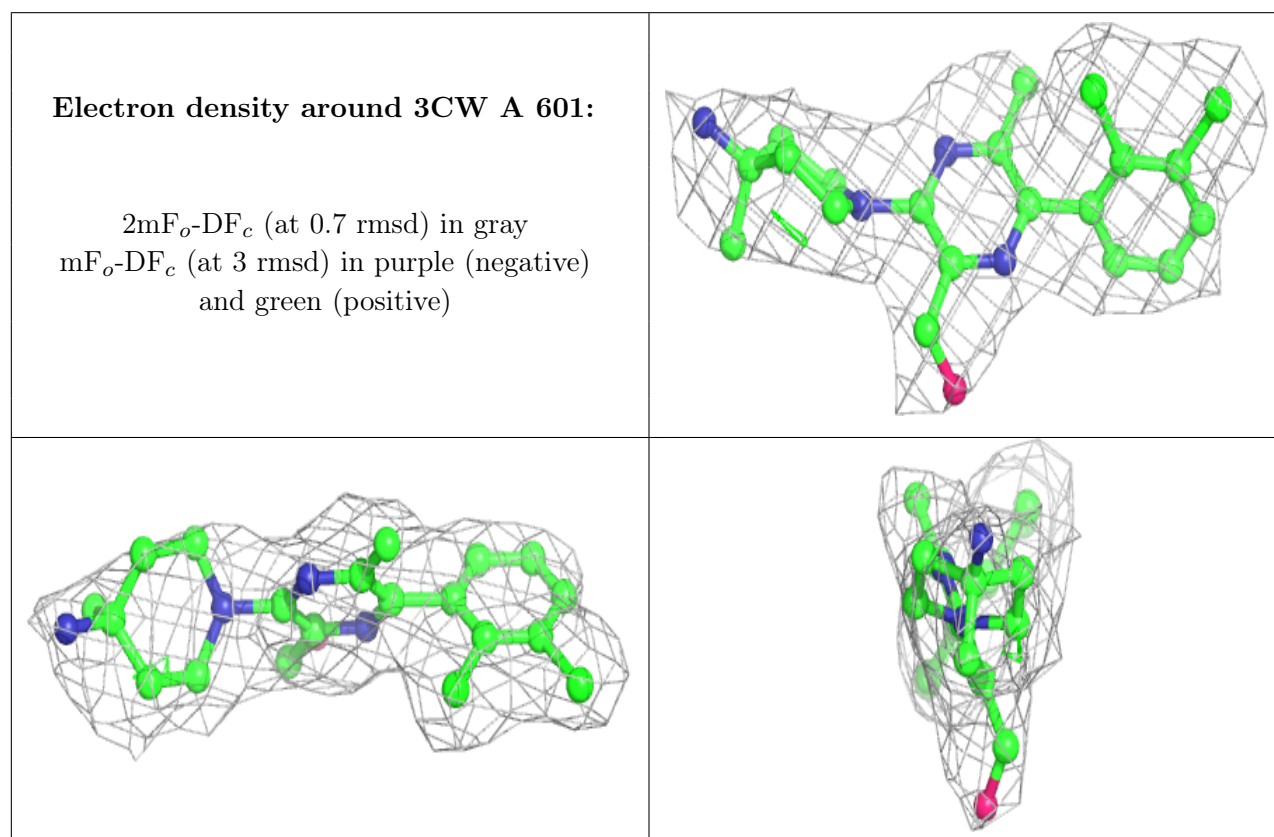 Electron density around 3CW A 601:
2mFo-DFc (at 0.7 rmsd) in gray
mFo-DFc (at 3 rmsd) in purple (negative)
and green (positive)